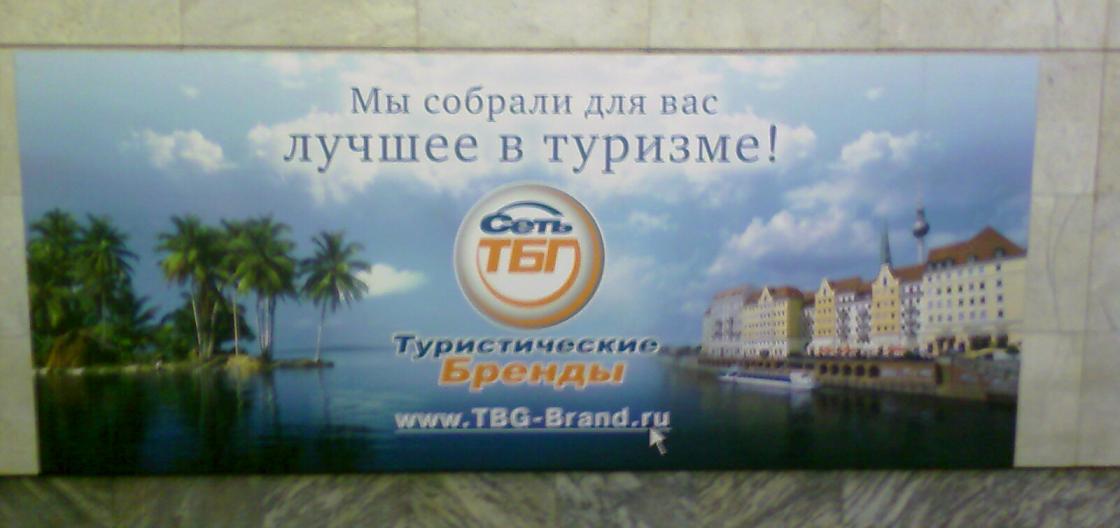 Мы собрали для вас
лучшее в туризме!
Сеть
ТБГ
Туристические
Бренды
www.TBG-Brand.ru